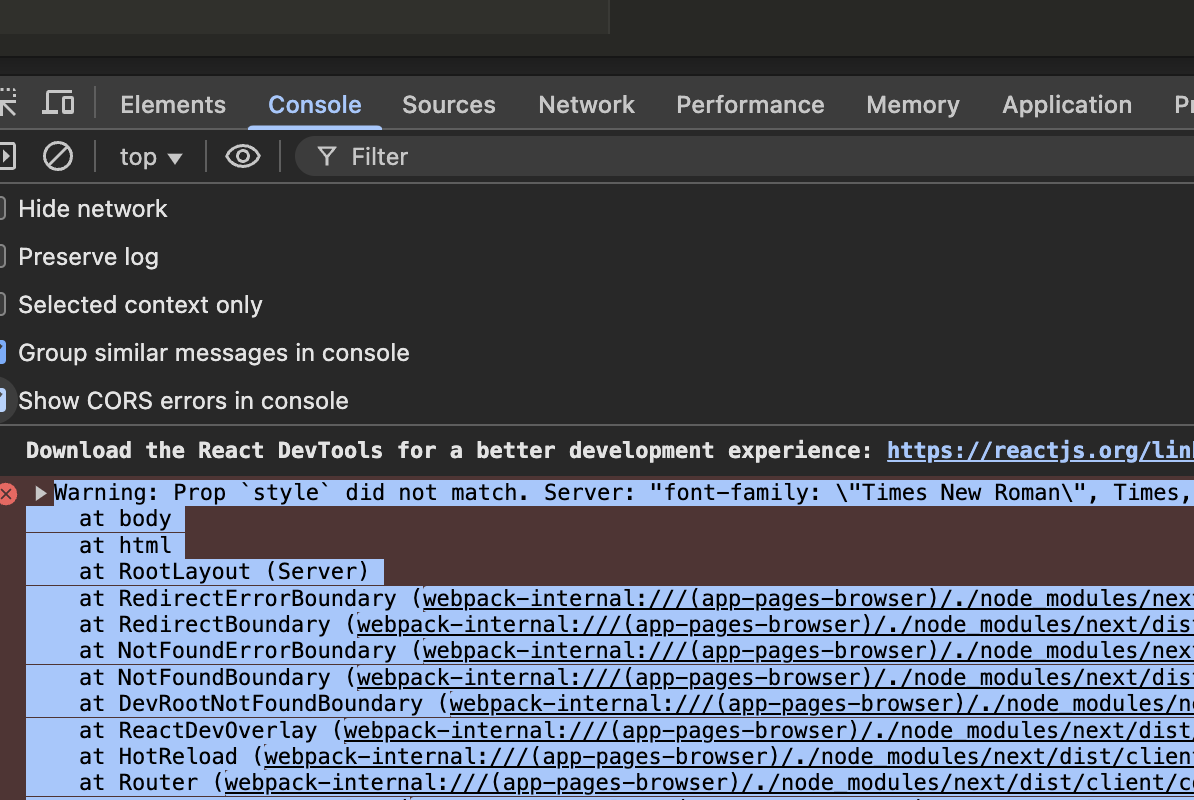 Elements Console Sources Network Performance Memory Application Pr
top Filter
Hide network
Preserve log
Selected context only
Group similar messages in console
Show CORS errors in console
Download the React DevTools for a better development experience: https://reactjs.org/lin
Warning: Prop `style` did not match. Server: "font-family: \"Times New Roman\", Times,
at body
at html
at RootLayout (Server)
at RedirectErrorBoundary (webpack-internal:///(app-pages-browser)/./node_modules/nex
at RedirectBoundary (webpack-internal:///(app-pages-browser)/./node_modules/next/dis
at NotFoundErrorBoundary (webpack-internal:///(app-pages-browser)/./node_modules/nex
at NotFoundBoundary (webpack-internal:///(app-pages-browser)/./node_modules/next/dis
at DevRootNotFoundBoundary (webpack-internal:///(app-pages-browser)/./node_modules/n
at ReactDevOverlay (webpack-internal:///(app-pages-browser)/./node_modules/next/dist
at HotReload (webpack-internal:///(app-pages-browser)/./node_modules/next/dist/clien
at Router (webpack-internal:///(app-pages-browser)/./node_modules/next/dist/client/c